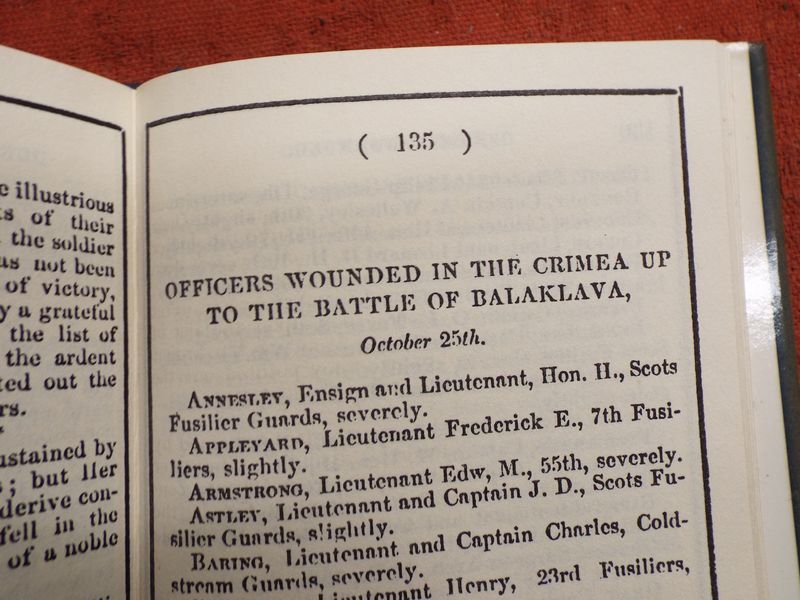 illustrious
of their
the soldier
as not been
of victory,
y a grateful
the list of
the ardent
ted out the
rs.
ustained by
; but Her
derive con-
fell in the
of a noble
( 135 )
OFFICERS WOUNDED IN THE CRIMEA UP
TO THE BATTLE OF BALAKLAVA,
October 25th.
ANNESLEY, Ensign and Lieutenant, Hon. H., Scots
Fusilier Guards, severely.
APPLEYARD, Lieutenant Frederick E., 7th Fusi-
liers, slightly.
ARMSTRONG, Lieutenant Edw, M., 55th, severely.
ASTLEY, Lieutenant and Captain J. D., Scots Fu-
silier Guards, slightly.
BARING, Lieutenant and Captain Charles, Cold-
stream Guards, severely.
Lieutenant Henry, 23rd Fusiliers,